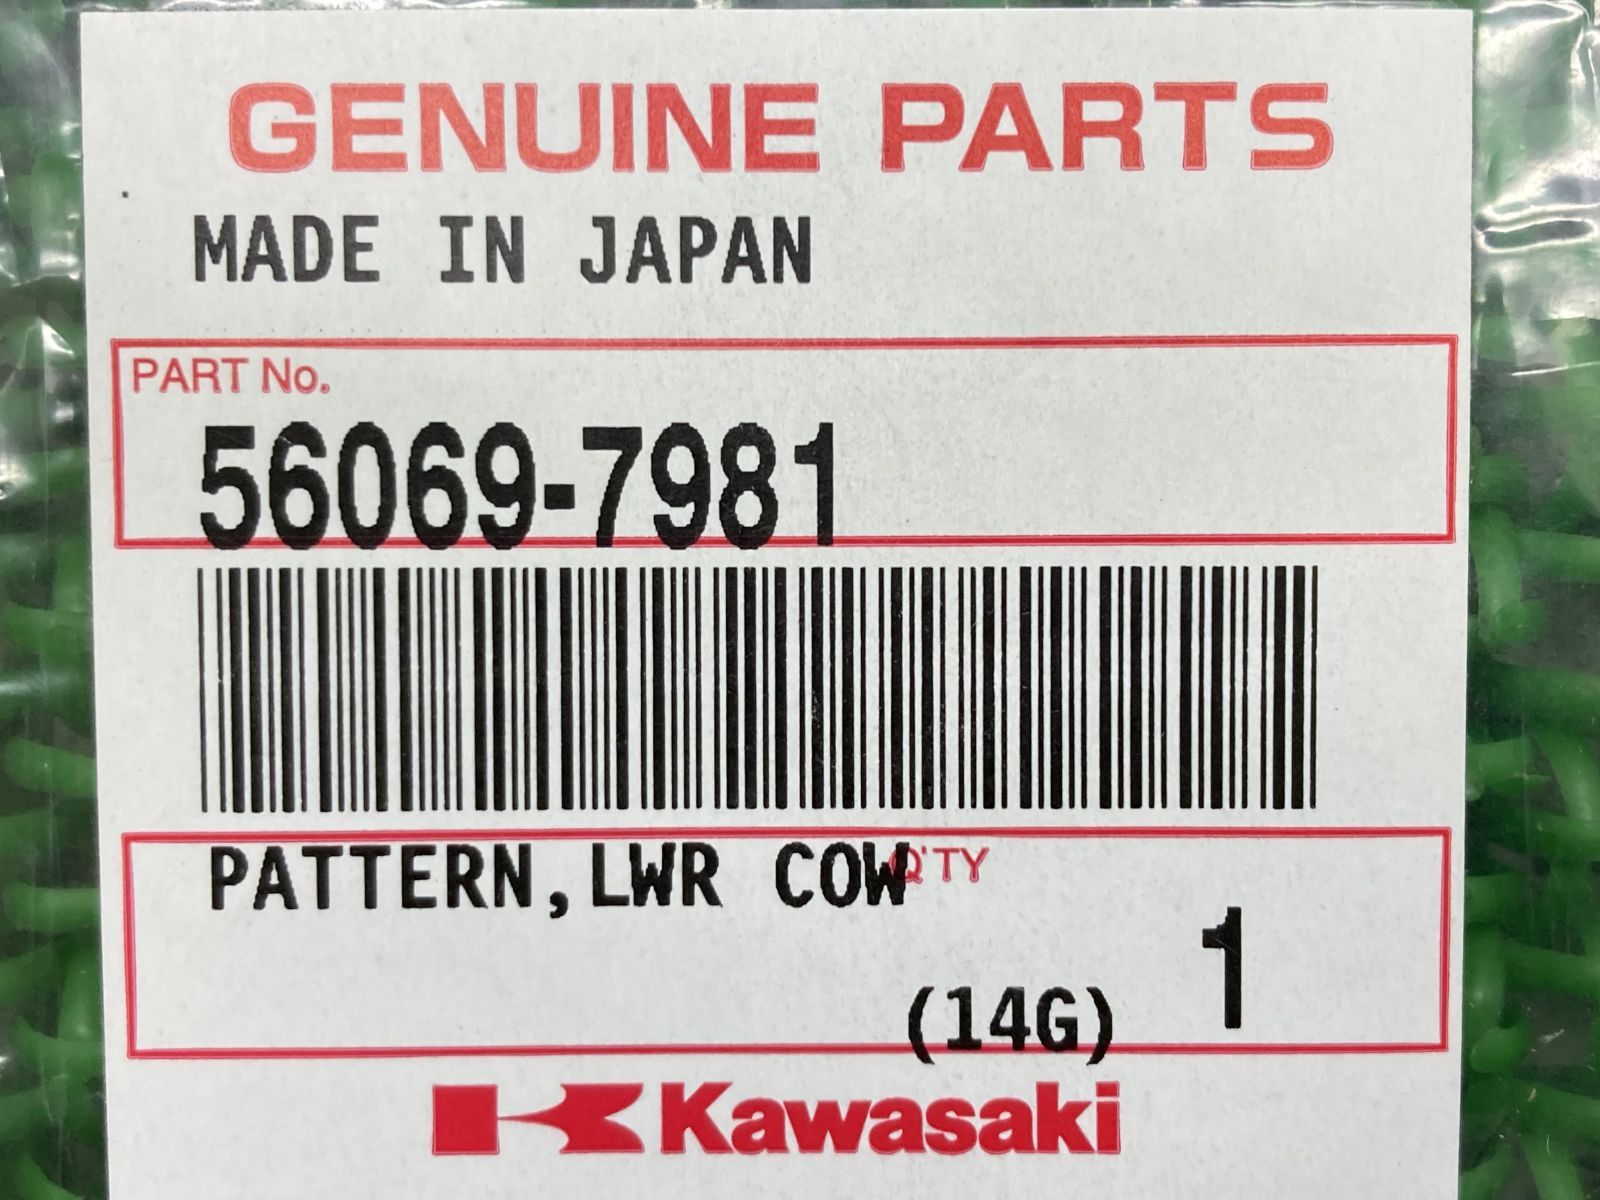 GENUINE PARTS
MADE IN JAPAN
PART No.
56069-7981
PATTERN,LWR COW
Q'TY
1
(14G)
Kawasaki